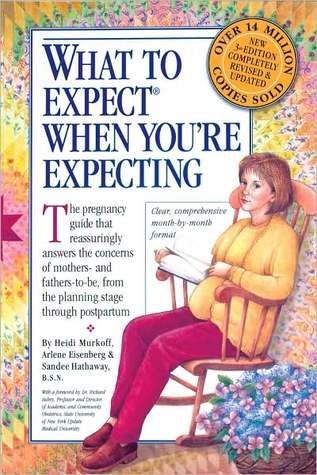 WHAT TO
EXPECT®
WHEN YOU'RE
EXPECTING
OVER 14 MILLION
COPIES SOLD
NEW
3rd EDITION
COMPLETELY
REVISED &
UPDATED
The pregnancy
guide that
reassuringly
answers the concerns
of mothers- and
fathers-to-be, from
the planning stage
through postpartum
Clear, comprehensive
month-by-month
format
By Heidi Murkoff,
Arlene Eisenberg &
Sandee Hathaway,
B.S.N.
With a foreword by Dr. Richard
Aubry, Professor and Director
of Academic and Community
Obstetrics, State University
of New York Upstate
Medical University